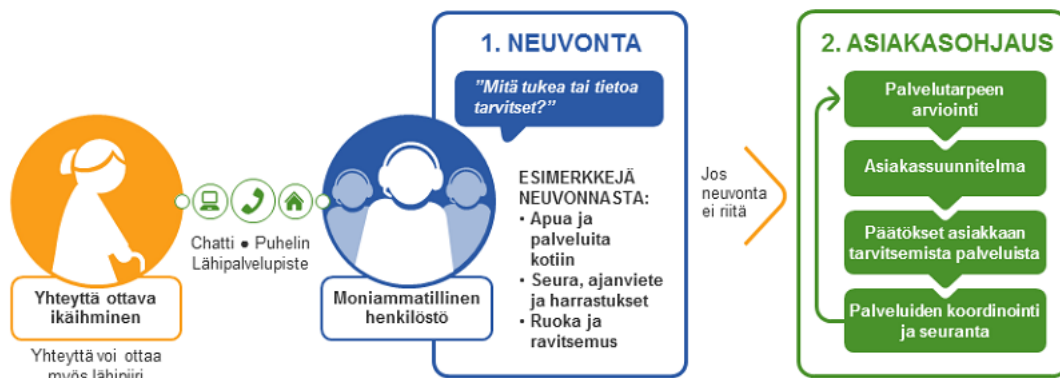 Yhteyttä ottava
ikäihminen
Yhteyttä voi ottaa
myös lähipiiri
Chatti ● Puhelin
Lähipalvelupiste
Moniammatillinen
henkilöstö
1. NEUVONTA
”Mitä tukea tai tietoa
tarvitset?”
ESIMERKKEJÄ
NEUVONNASTA:
• Apua ja
palveluita
kotiin
• Seura, ajanviete
ja harrastukset
• Ruoka ja
ravitsemus
Jos
neuvonta
ei riitä
2. ASIAKASOHJAUS
Palvelutarpeen
arviointi
Asiakassuunnitelma
Päätökset asiakkaan
tarvitsemista palveluista
Palveluiden koordinointi
ja seuranta